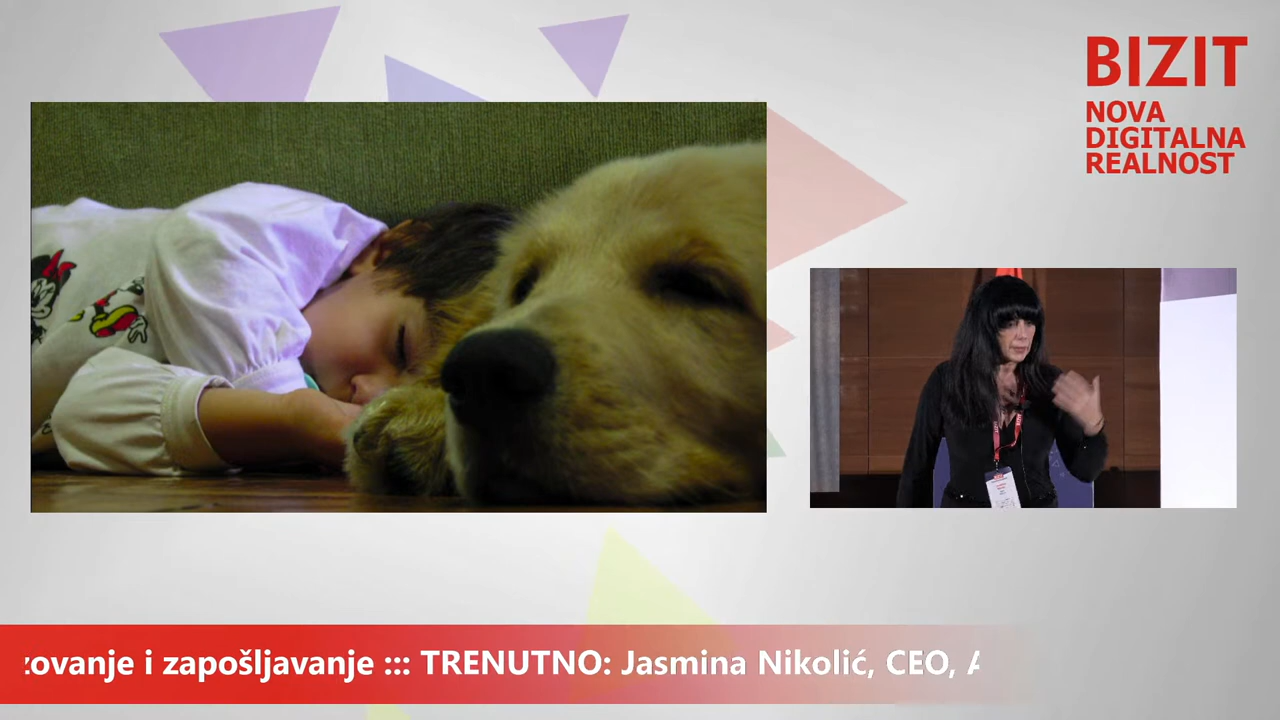 BIZIT
NOVA
DIGITALNA
REALNOST
zovanje i zapošljavanje ::: TRENUTNO: Jasmina Nikolić, CEO, A